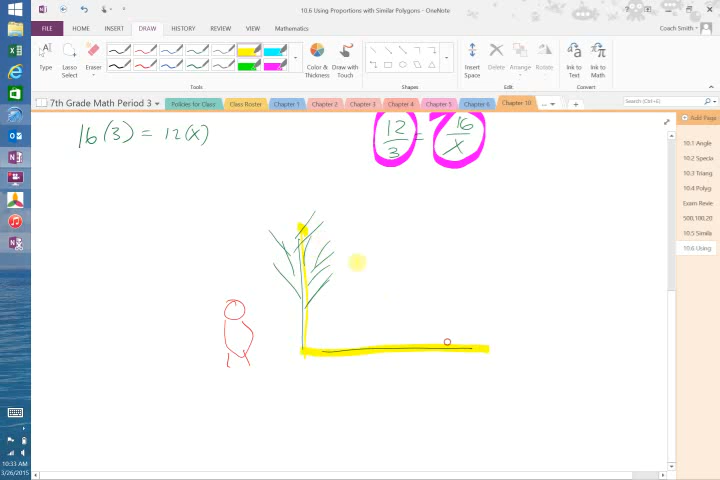 10.6 Using Proportions with Similar Polygons - OneNote
FILE HOME INSERT DRAW HISTORY REVIEW VIEW Mathematics
Coach Smith
Type Lasso Select Eraser
Color & Thickness Draw with Touch
Insert Space Delete Arrange Rotate
Ink to Text Ink to Math
Tools Shapes Edit Convert
7th Grade Math Period 3 Policies for Class Class Roster Chapter 1 Chapter 2 Chapter 3 Chapter 4 Chapter 5 Chapter 6 Chapter 10 ... + Search (Ctrl+E)
Add Page
10.1 Angle
10.2 Specia
10.3 Triang
10.4 Polyg
Exam Revie
500,100,20
10.5 Simila
10.6 Using
16(3) = 12(x)
12/3 = 16/x
10:33 AM
3/26/2015